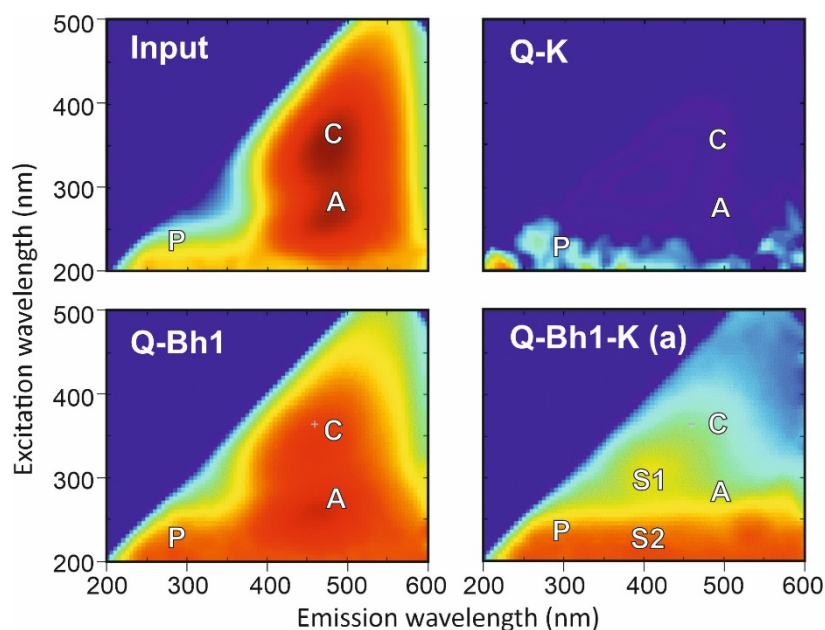 500
400
300
200
Input
C
A
P
Q-K
C
A
P
Excitation wavelength (nm)
500
400
300
200
Q-Bh1
C
A
P
200 300 400 500 600
Q-Bh1-K (a)
C
S1
A
P
S2
200 300 400 500 600
Emission wavelength (nm)